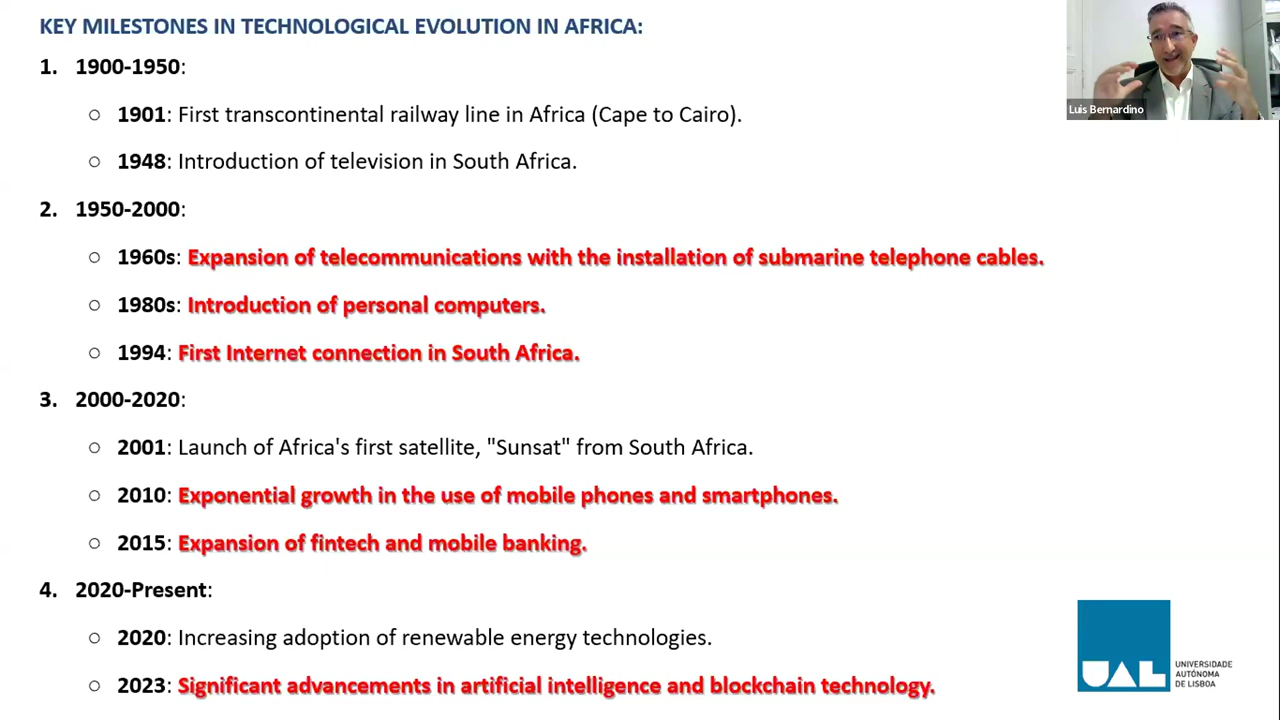 KEY MILESTONES IN TECHNOLOGICAL EVOLUTION IN AFRICA:
1. 1900-1950:
○ 1901: First transcontinental railway line in Africa (Cape to Cairo).
○ 1948: Introduction of television in South Africa.
2. 1950-2000:
○ 1960s: Expansion of telecommunications with the installation of submarine telephone cables.
○ 1980s: Introduction of personal computers.
○ 1994: First Internet connection in South Africa.
3. 2000-2020:
○ 2001: Launch of Africa's first satellite, "Sunsat" from South Africa.
○ 2010: Exponential growth in the use of mobile phones and smartphones.
○ 2015: Expansion of fintech and mobile banking.
4. 2020-Present:
○ 2020: Increasing adoption of renewable energy technologies.
○ 2023: Significant advancements in artificial intelligence and blockchain technology.
Luis Bernardino
UAL
UNIVERSIDADE
AUTÓNOMA
DE LISBOA